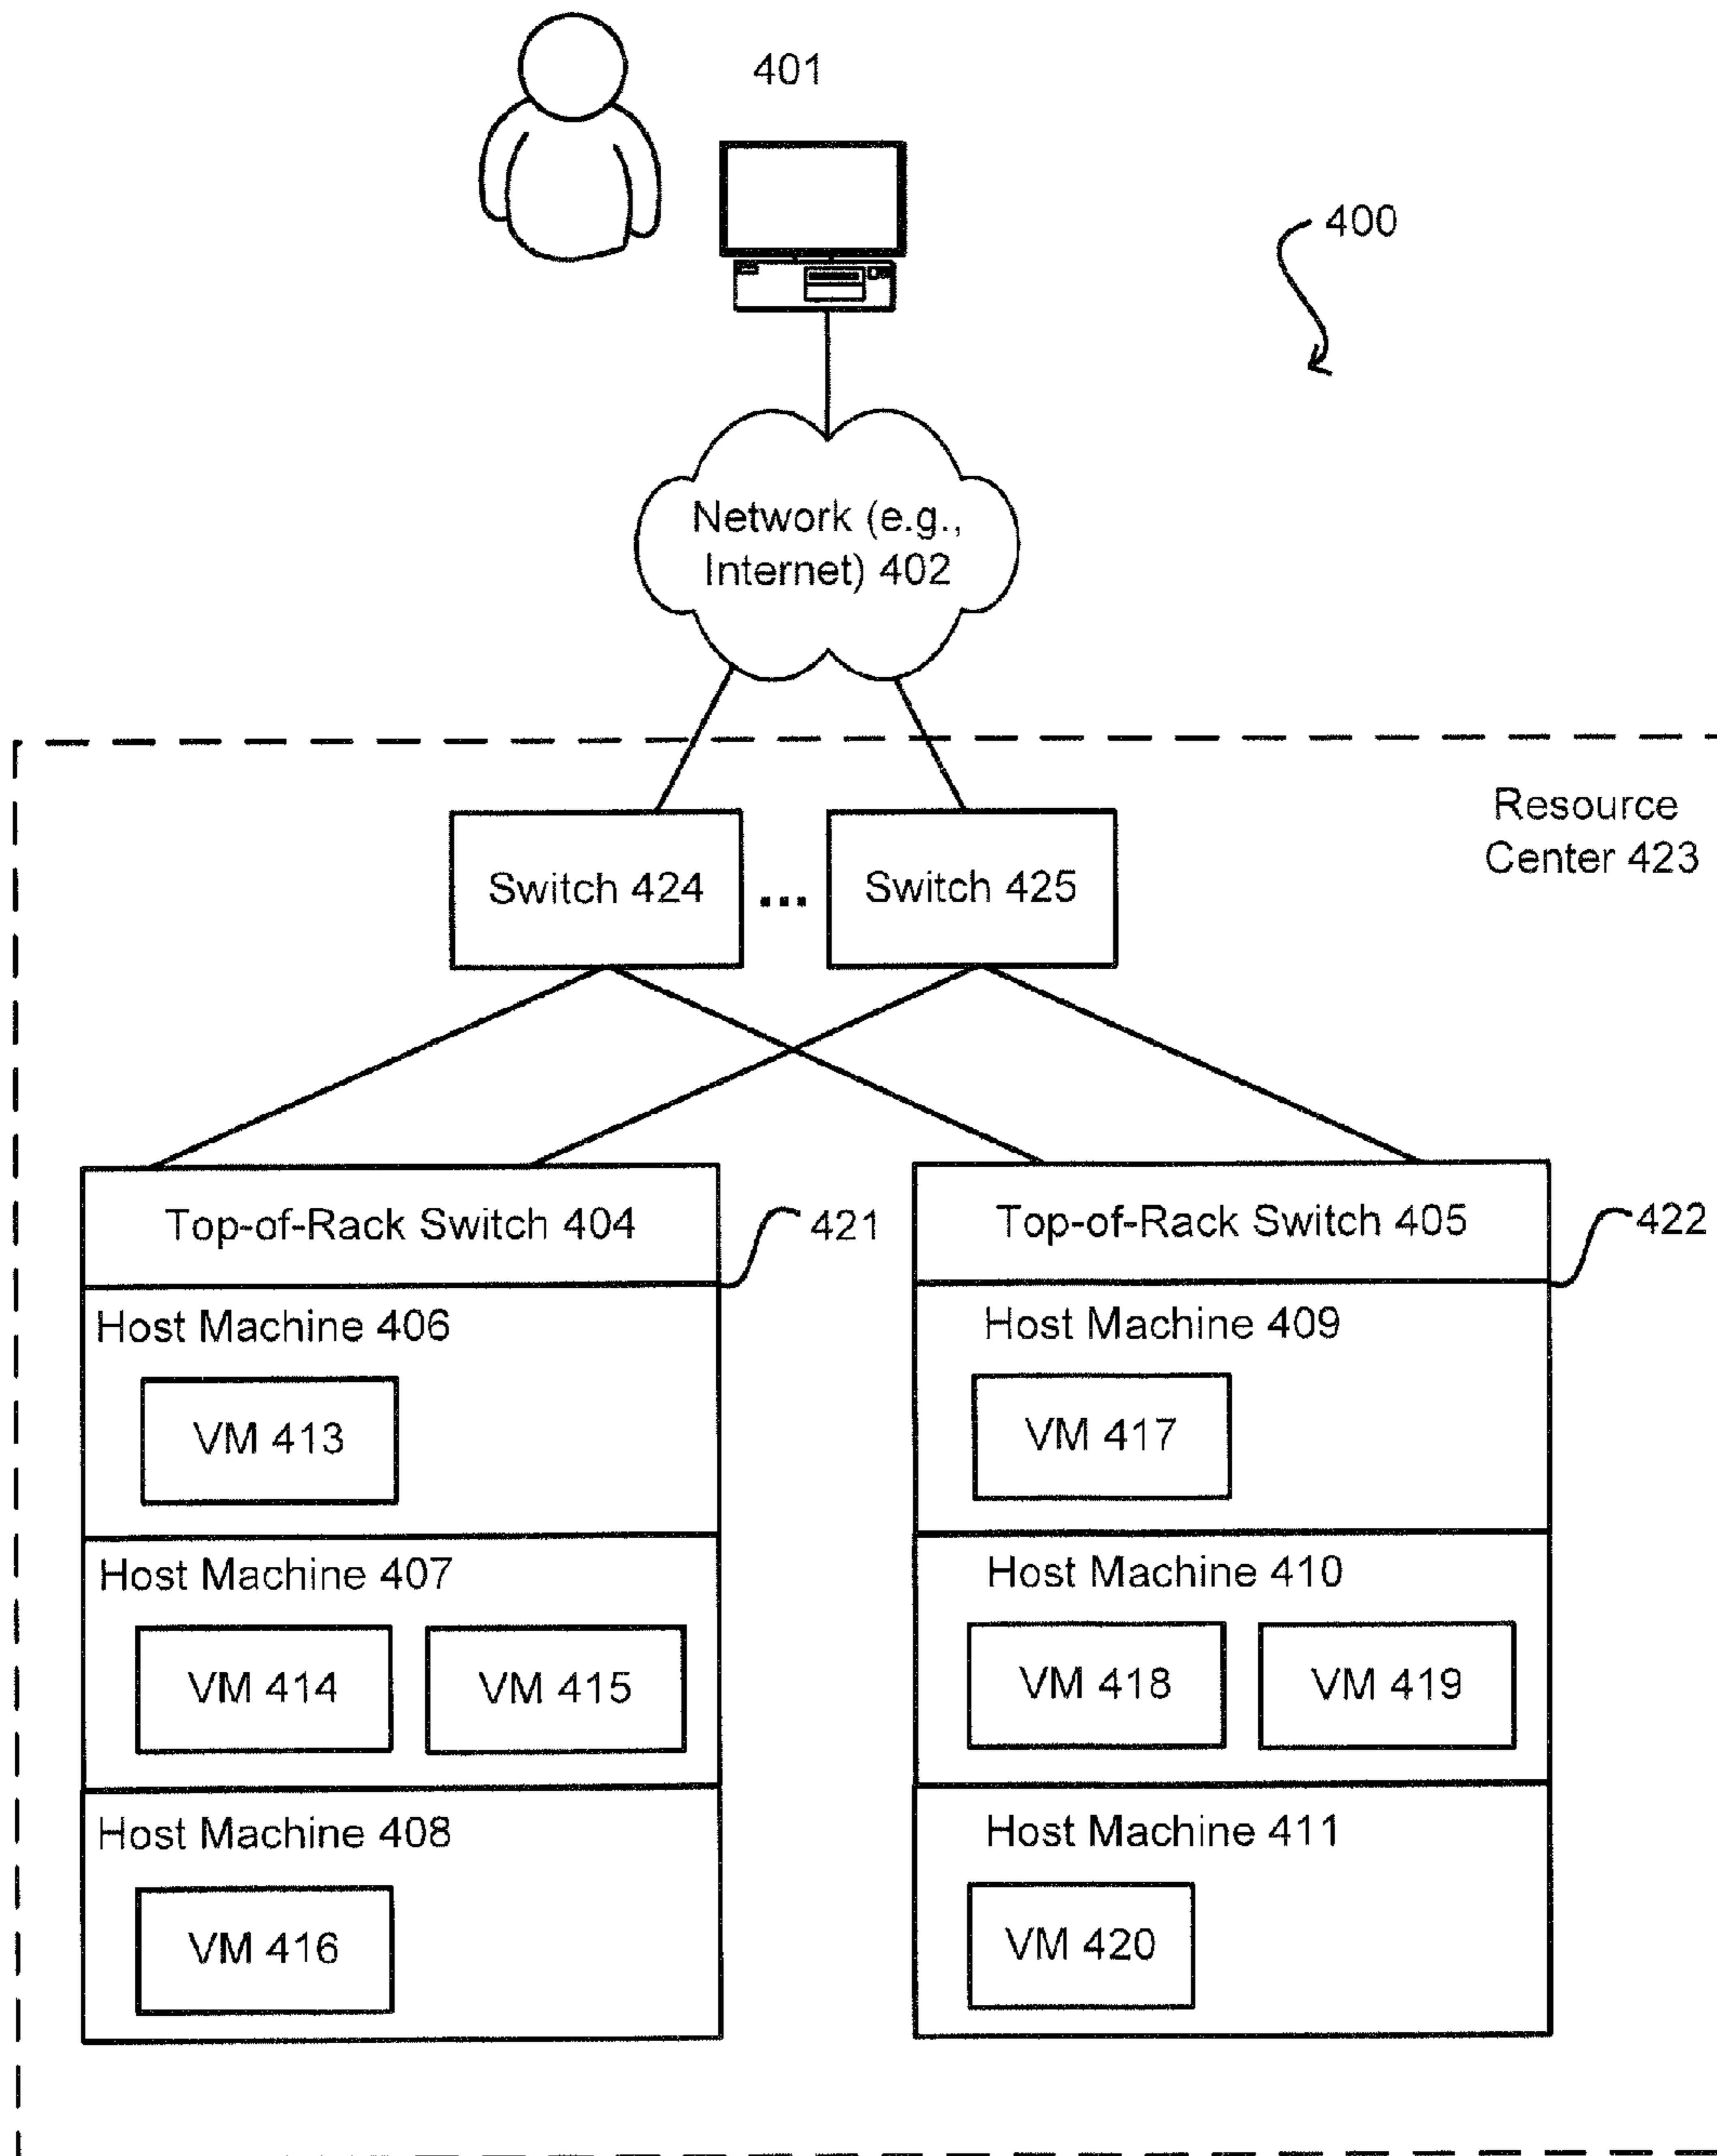 401
400
Network (e.g.,
Internet) 402
Resource
Center 423
Switch 424
...
Switch 425
Top-of-Rack Switch 404
421
Top-of-Rack Switch 405
422
Host Machine 406
VM 413
Host Machine 409
VM 417
Host Machine 407
VM 414
VM 415
Host Machine 410
VM 418
VM 419
Host Machine 408
VM 416
Host Machine 411
VM 420